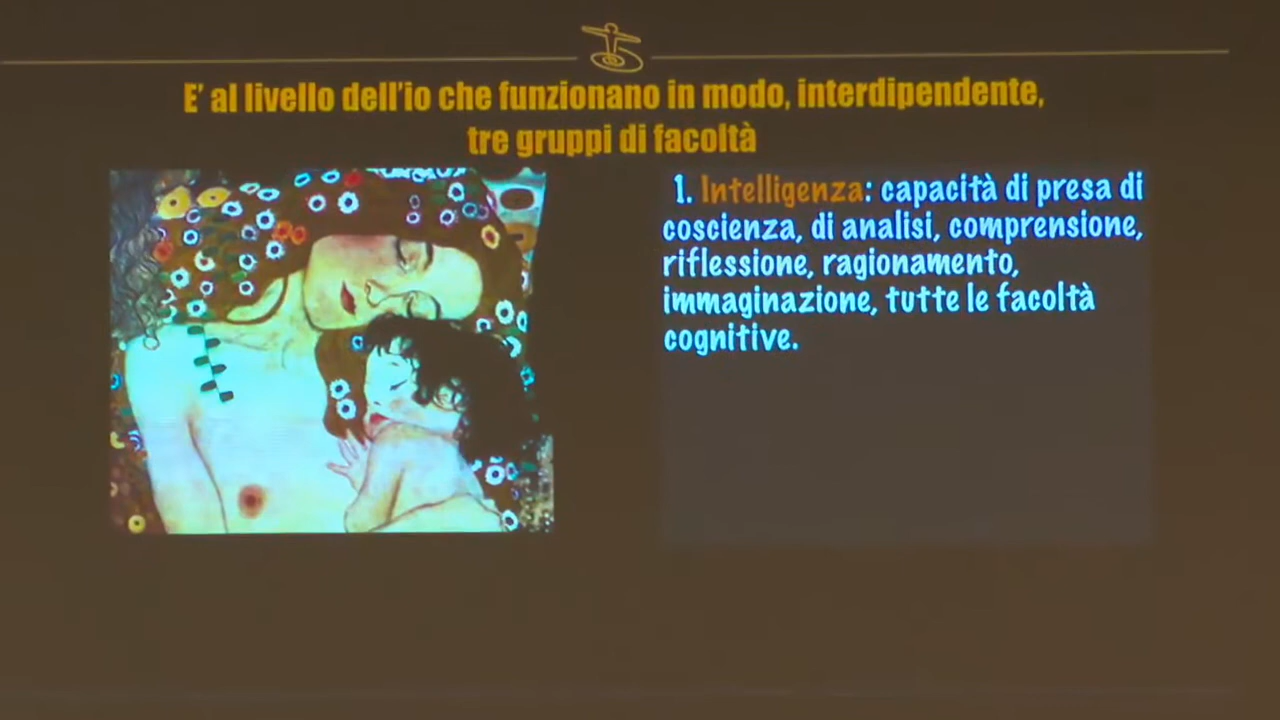 E' al livello dell'io che funzionano in modo, interdipendente,
tre gruppi di facoltà
1. Intelligenza: capacità di presa di
coscienza, di analisi, comprensione,
riflessione, ragionamento,
immaginazione, tutte le facoltà
cognitive.